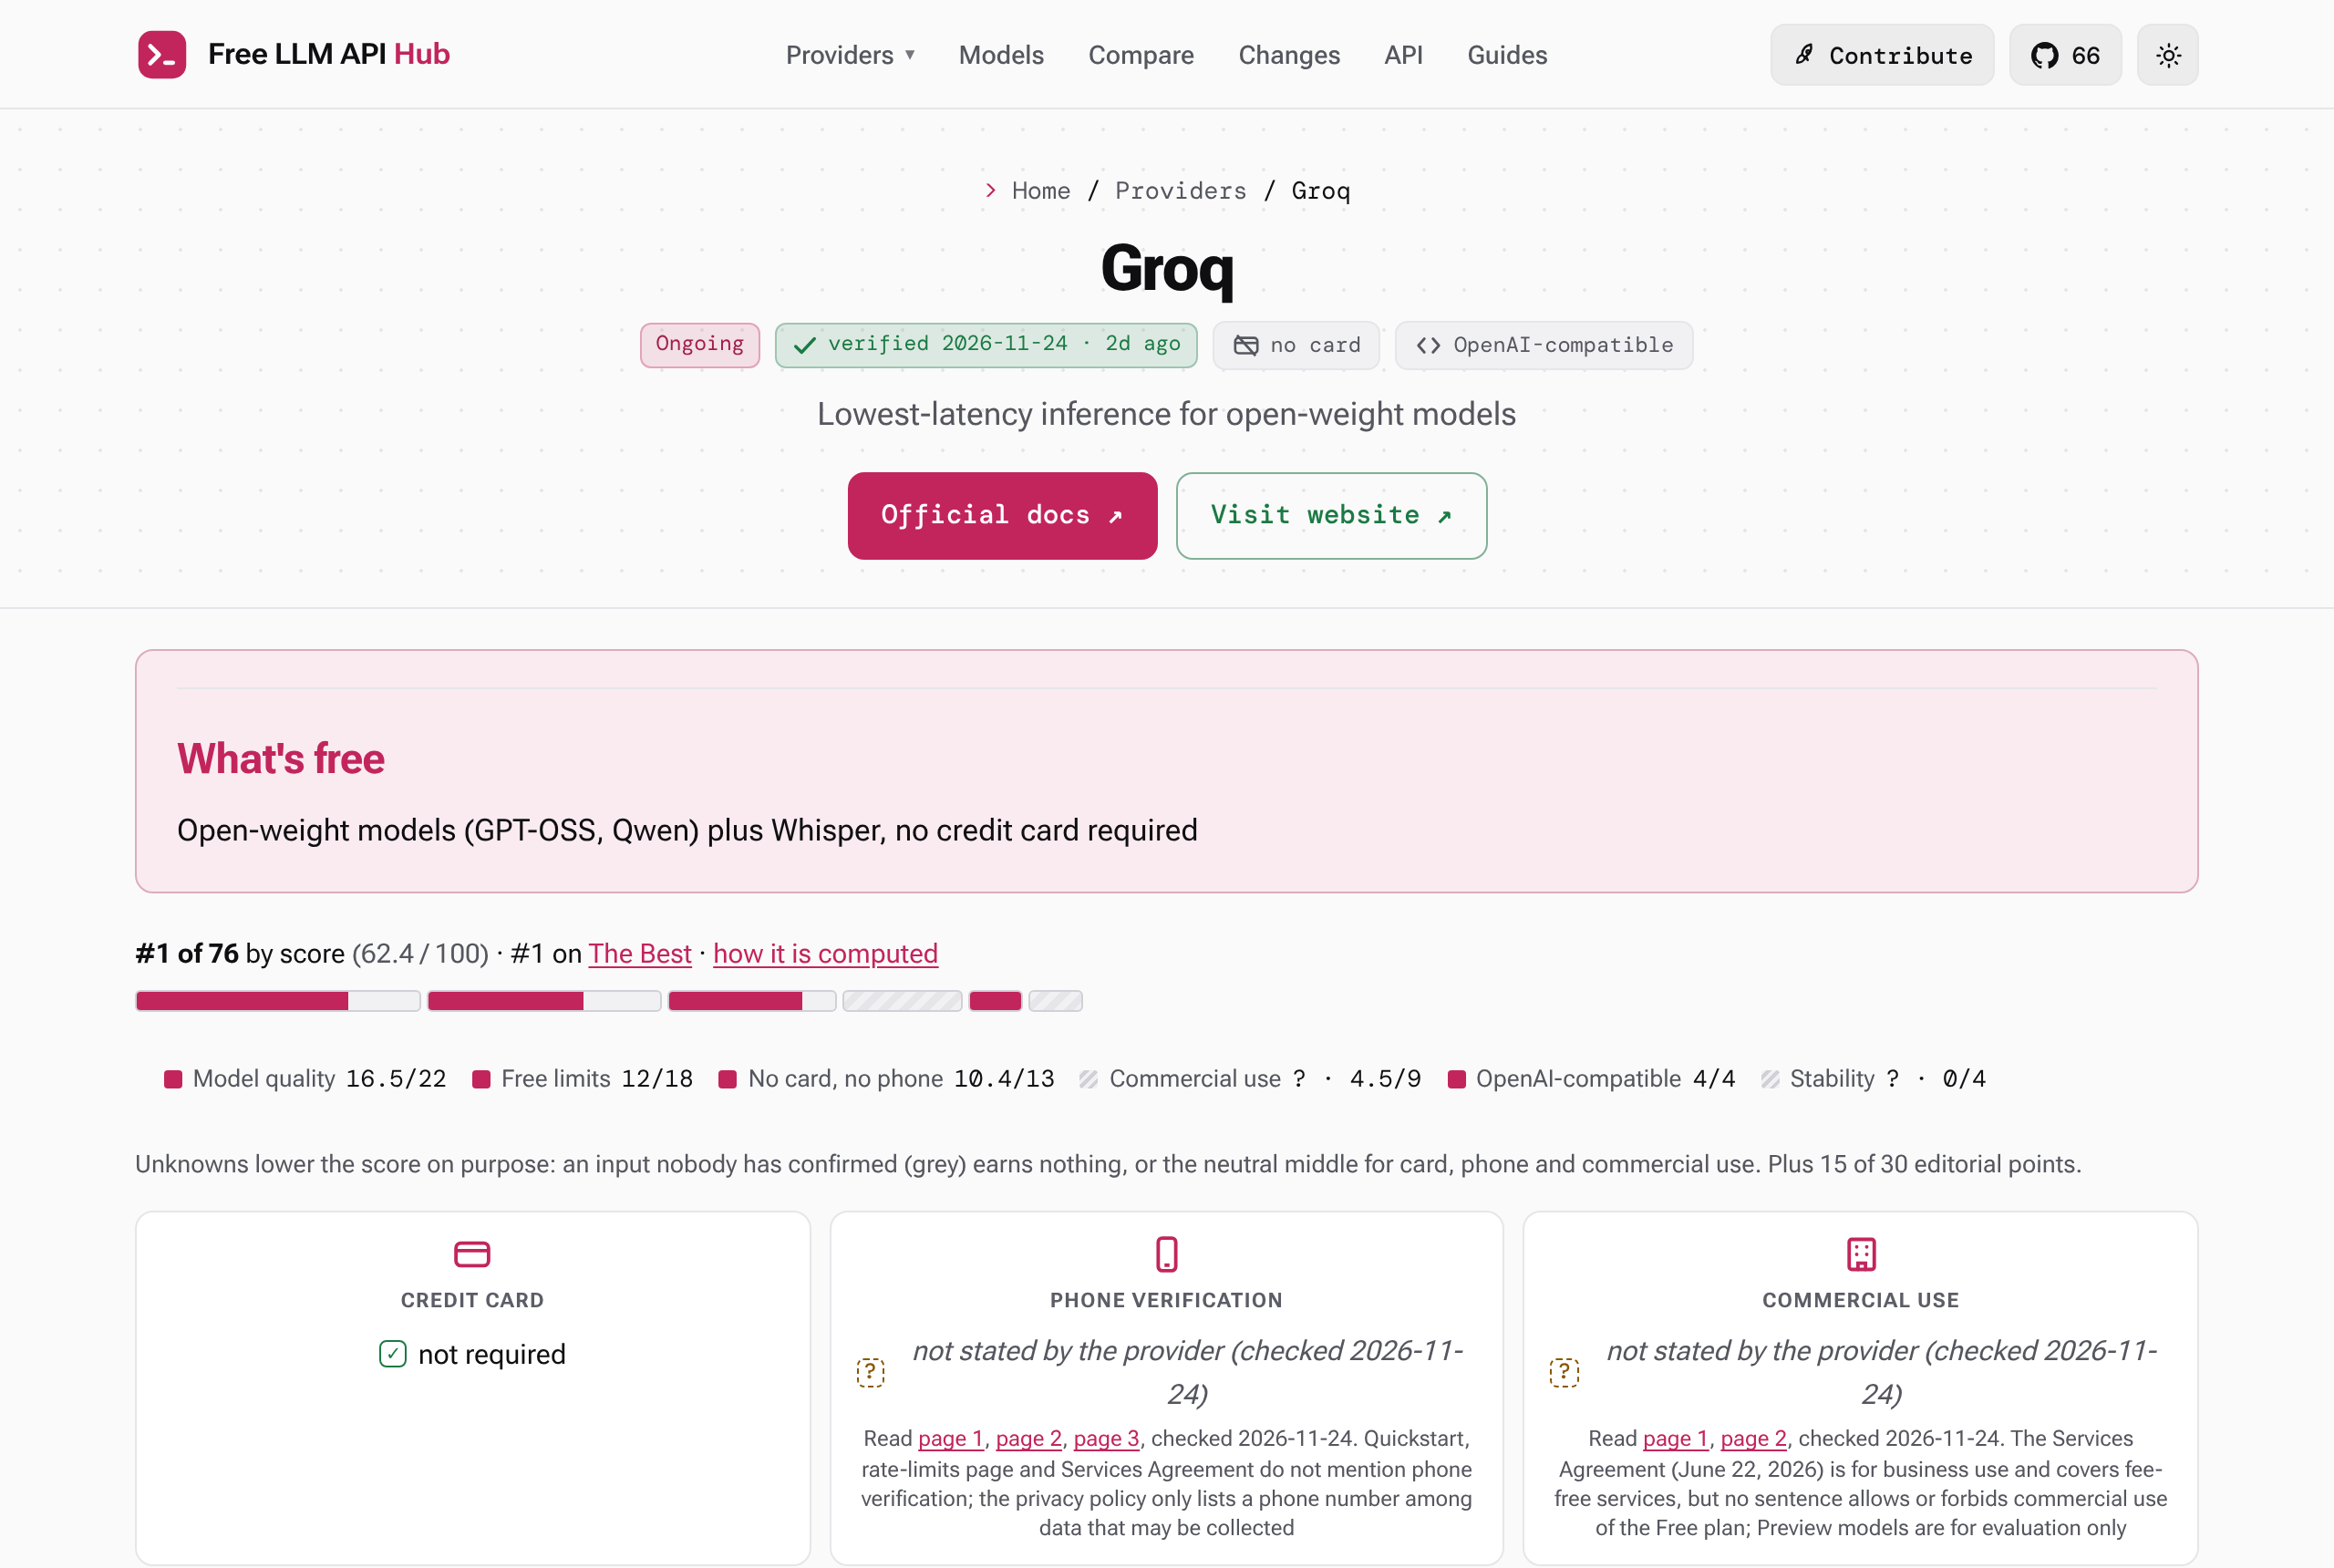 Free LLM API Hub
Providers ▼ Models Compare Changes API Guides
Contribute 66
> Home / Providers / Groq
Groq
Ongoing ✓ verified 2026-11-24 · 2d ago no card <> OpenAI-compatible
Lowest-latency inference for open-weight models
Official docs ↗ Visit website ↗
What's free
Open-weight models (GPT-OSS, Qwen) plus Whisper, no credit card required
#1 of 76 by score (62.4 / 100) · #1 on The Best · how it is computed
Model quality 16.5/22 Free limits 12/18 No card, no phone 10.4/13 Commercial use ? · 4.5/9 OpenAI-compatible 4/4 Stability ? · 0/4
Unknowns lower the score on purpose: an input nobody has confirmed (grey) earns nothing, or the neutral middle for card, phone and commercial use. Plus 15 of 30 editorial points.
CREDIT CARD
✓ not required
PHONE VERIFICATION
? not stated by the provider (checked 2026-11-
24)
Read page 1, page 2, page 3, checked 2026-11-24. Quickstart,
rate-limits page and Services Agreement do not mention phone
verification; the privacy policy only lists a phone number among
data that may be collected
COMMERCIAL USE
? not stated by the provider (checked 2026-11-
24)
Read page 1, page 2, checked 2026-11-24. The Services
Agreement (June 22, 2026) is for business use and covers fee-
free services, but no sentence allows or forbids commercial use
of the Free plan; Preview models are for evaluation only